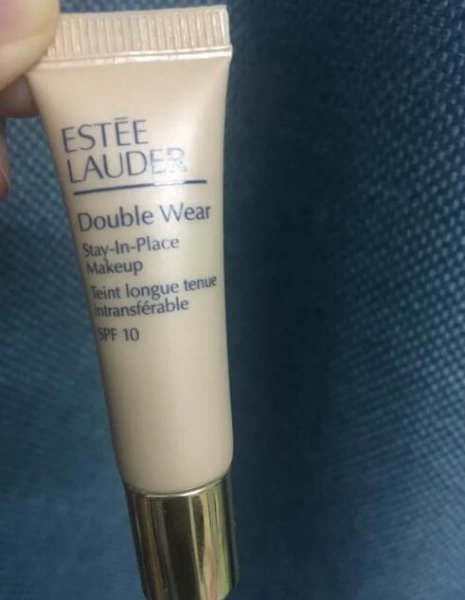 ESTĒE
LAUDER
Double Wear
Stay-In-Place
Makeup
Teint longue tenue
intransférable
SPF 10